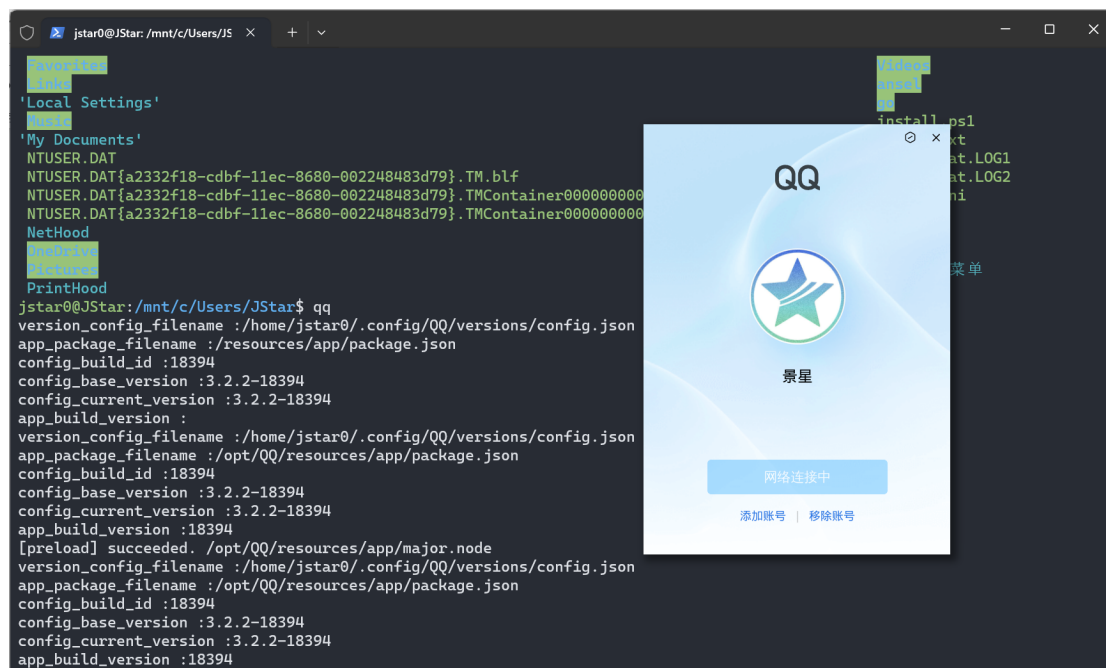 jstar0@JStar: /mnt/c/Users/JS
Favorites
Links
'Local Settings'
Music
'My Documents'
NTUSER.DAT
NTUSER.DAT{a2332f18-cdbf-11ec-8680-002248483d79}.TM.blf
NTUSER.DAT{a2332f18-cdbf-11ec-8680-002248483d79}.TMContainer000000000
NTUSER.DAT{a2332f18-cdbf-11ec-8680-002248483d79}.TMContainer000000000
NetHood
OneDrive
Pictures
PrintHood
Videos
ansel
go
install.ps1
xt
at.LOG1
at.LOG2
ni
菜单
jstar0@JStar:/mnt/c/Users/JStar$ qq
version_config_filename :/home/jstar0/.config/QQ/versions/config.json
app_package_filename :/resources/app/package.json
config_build_id :18394
config_base_version :3.2.2-18394
config_current_version :3.2.2-18394
app_build_version :
version_config_filename :/home/jstar0/.config/QQ/versions/config.json
app_package_filename :/opt/QQ/resources/app/package.json
config_build_id :18394
config_base_version :3.2.2-18394
config_current_version :3.2.2-18394
app_build_version :18394
[preload] succeeded. /opt/QQ/resources/app/major.node
version_config_filename :/home/jstar0/.config/QQ/versions/config.json
app_package_filename :/opt/QQ/resources/app/package.json
config_build_id :18394
config_base_version :3.2.2-18394
config_current_version :3.2.2-18394
app_build_version :18394
QQ
景星
网络连接中
添加账号 | 移除账号